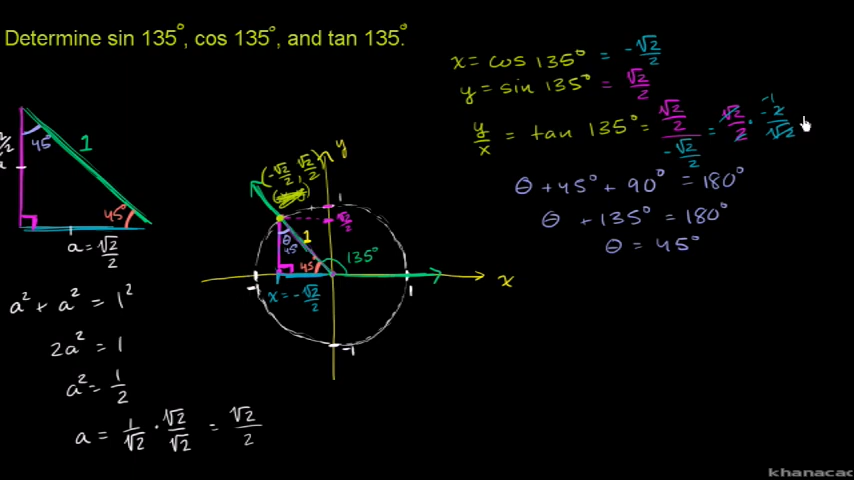 Determine sin 135°, cos 135°, and tan 135°.
x = cos 135° = -√2/2
y = sin 135° = √2/2
y/x = tan 135° = (√2/2)/(-√2/2) = √2/2 · -2/√2 -1
θ + 45° + 90° = 180°
θ + 135° = 180°
θ = 45°
45°
1
45°
a = √2/2
a² + a² = 1²
2a² = 1
a² = 1/2
a = 1/√2 · √2/√2 = √2/2
(-√2/2, √2/2)
y
1
√2/2
θ
45°
1
45°
135°
x
-1
x = -√2/2
1
-1
khanacad